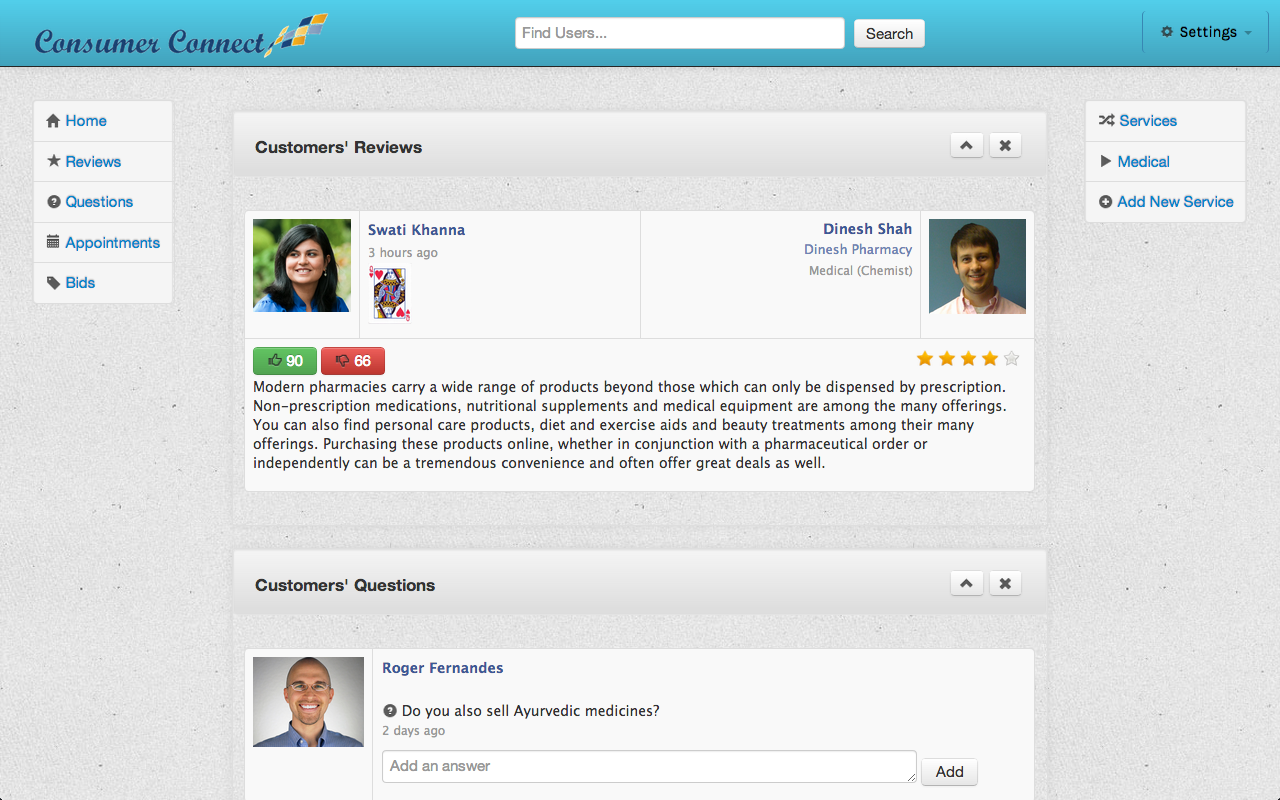 Consumer Connect
Find Users...
Search
Settings
Home
Reviews
Questions
Appointments
Bids
Services
Medical
Add New Service
Customers' Reviews
Swati Khanna
3 hours ago
Dinesh Shah
Dinesh Pharmacy
Medical (Chemist)
90
66
Modern pharmacies carry a wide range of products beyond those which can only be dispensed by prescription.
Non-prescription medications, nutritional supplements and medical equipment are among the many offerings.
You can also find personal care products, diet and exercise aids and beauty treatments among their many
offerings. Purchasing these products online, whether in conjunction with a pharmaceutical order or
independently can be a tremendous convenience and often offer great deals as well.
Customers' Questions
Roger Fernandes
Do you also sell Ayurvedic medicines?
2 days ago
Add an answer
Add